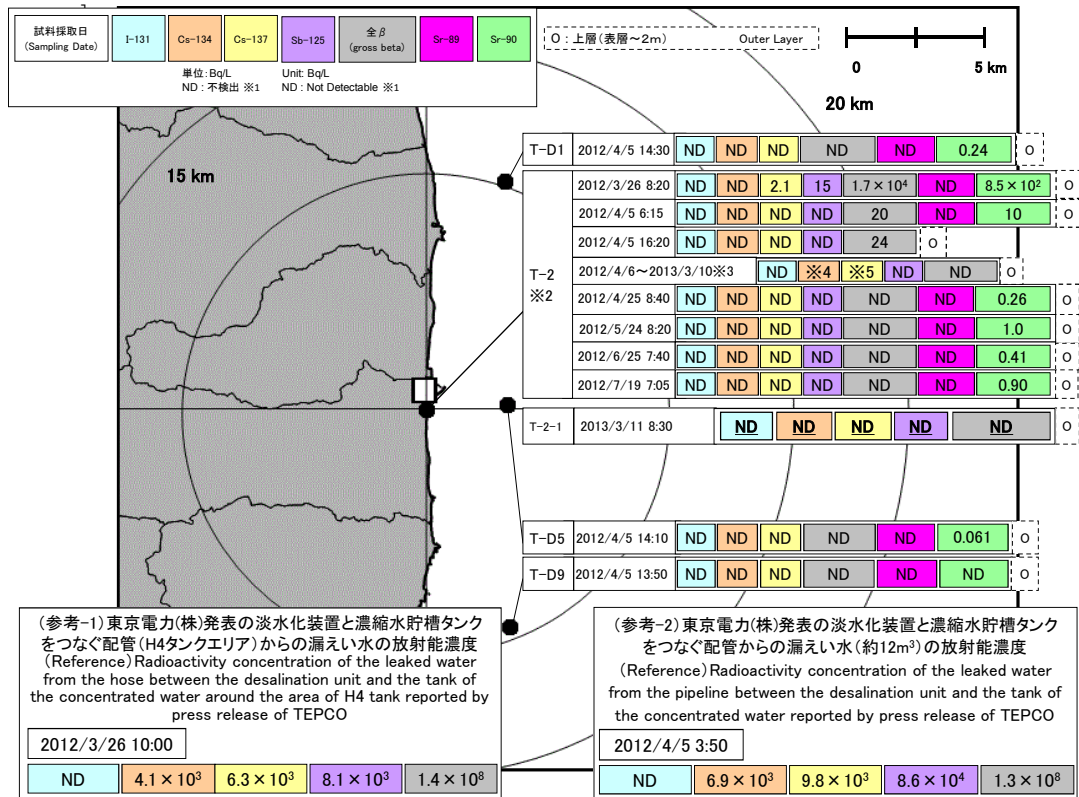 試料採取日
(Sampling Date)
I-131
Cs-134
Cs-137
Sb-125
全β
(gross beta)
Sr-89
Sr-90
単位:Bq/L
ND : 不検出 ※1
Unit: Bq/L
ND : Not Detectable ※1
O : 上層(表層～2m) Outer Layer
0 5 km
20 km
15 km
T-D1 2012/4/5 14:30 ND ND ND ND ND 0.24 O
T-2
※2
2012/3/26 8:20 ND ND 2.1 15 1.7×10⁴ ND 8.5×10² O
2012/4/5 6:15 ND ND ND ND 20 ND 10 O
2012/4/5 16:20 ND ND ND ND 24 O
2012/4/6～2013/3/10※3 ND ※4 ※5 ND ND O
2012/4/25 8:40 ND ND ND ND ND ND 0.26 O
2012/5/24 8:20 ND ND ND ND ND ND 1.0 O
2012/6/25 7:40 ND ND ND ND ND ND 0.41 O
2012/7/19 7:05 ND ND ND ND ND ND 0.90 O
T-2-1 2013/3/11 8:30 ND ND ND ND ND O
T-D5 2012/4/5 14:10 ND ND ND ND ND 0.061 O
T-D9 2012/4/5 13:50 ND ND ND ND ND ND O
(参考-1)東京電力(株)発表の淡水化装置と濃縮水貯槽タンク
をつなぐ配管(H4タンクエリア)からの漏えい水の放射能濃度
(Reference) Radioactivity concentration of the leaked water
from the hose between the desalination unit and the tank of
the concentrated water around the area of H4 tank reported by
press release of TEPCO
2012/3/26 10:00
ND 4.1×10³ 6.3×10³ 8.1×10³ 1.4×10⁸
(参考-2)東京電力(株)発表の淡水化装置と濃縮水貯槽タンク
をつなぐ配管からの漏えい水(約12m³)の放射能濃度
(Reference) Radioactivity concentration of the leaked water
from the pipeline between the desalination unit and the tank of
the concentrated water reported by press release of TEPCO
2012/4/5 3:50
ND 6.9×10³ 9.8×10³ 8.6×10⁴ 1.3×10⁸